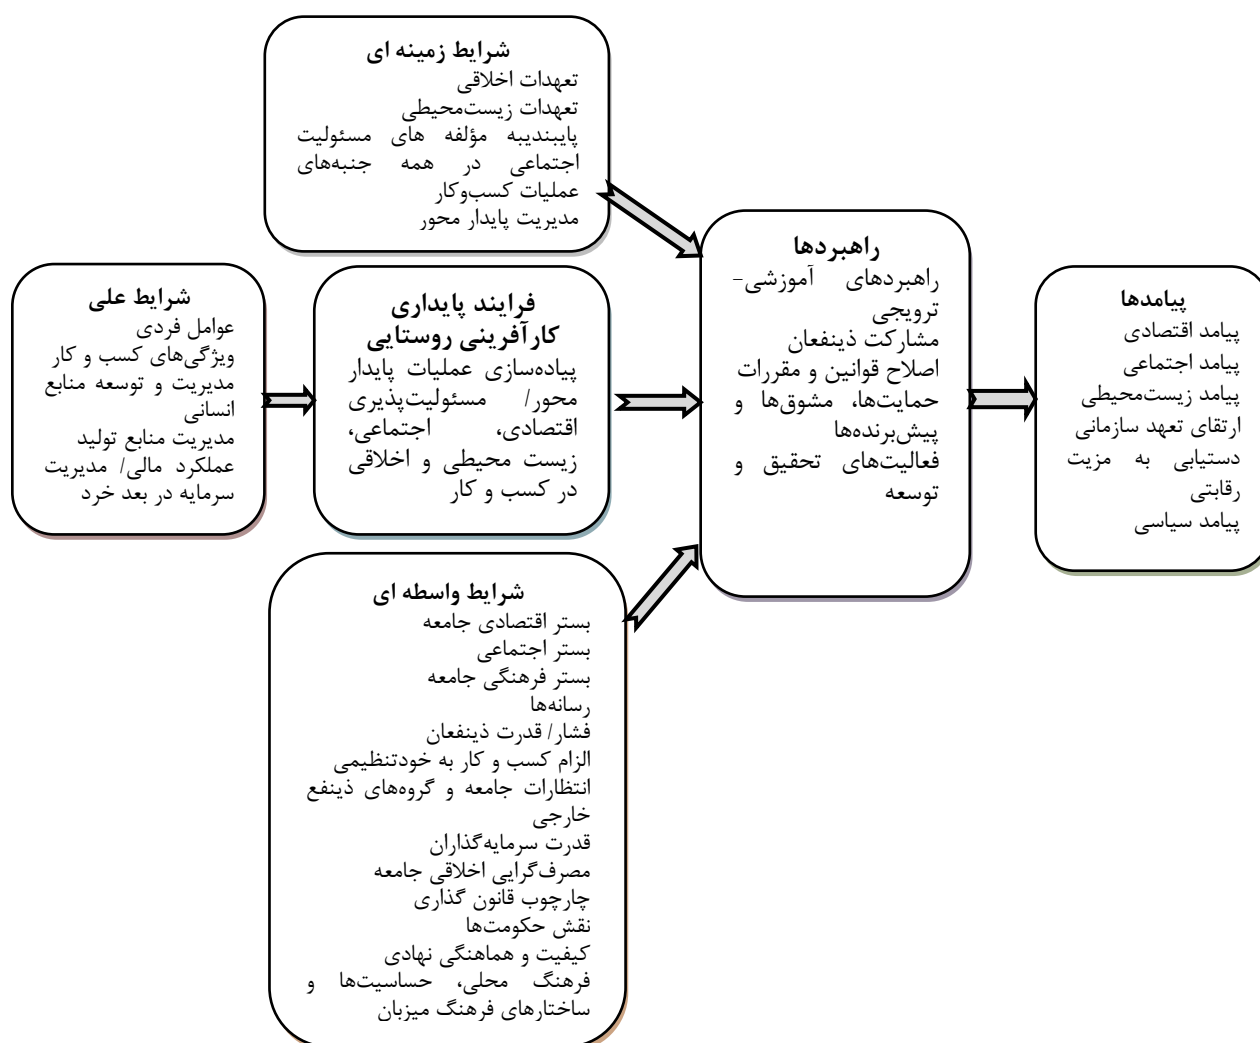 شرایط زمینه ای
تعهدات اخلاقی
تعهدات زیست‌محیطی
پایبندیبه مؤلفه های مسئولیت
اجتماعی در همه جنبه‌های
عملیات کسب‌وکار
مدیریت پایدار محور
شرایط علی
عوامل فردی
ویژگی‌های کسب و کار
مدیریت و توسعه منابع
انسانی
مدیریت منابع تولید
عملکرد مالی/ مدیریت
سرمایه در بعد خرد
فرایند پایداری
کارآفرینی روستایی
پیاده‌سازی عملیات پایدار
محور/ مسئولیت‌پذیری
اقتصادی، اجتماعی،
زیست محیطی و اخلاقی
در کسب و کار
شرایط واسطه ای
بستر اقتصادی جامعه
بستر اجتماعی
بستر فرهنگی جامعه
رسانه‌ها
فشار/ قدرت ذینفعان
الزام کسب و کار به خودتنظیمی
انتظارات جامعه و گروه‌های ذینفع
خارجی
قدرت سرمایه‌گذاران
مصرف‌گرایی اخلاقی جامعه
چارچوب قانون گذاری
نقش حکومت‌ها
کیفیت و هماهنگی نهادی
فرهنگ محلی، حساسیت‌ها و
ساختارهای فرهنگ میزبان
راهبردها
راهبردهای آموزشی-
ترویجی
مشارکت ذینفعان
اصلاح قوانین و مقررات
حمایت‌ها، مشوق‌ها و
پیش‌برنده‌ها
فعالیت‌های تحقیق و
توسعه
پیامدها
پیامد اقتصادی
پیامد اجتماعی
پیامد زیست‌محیطی
ارتقای تعهد سازمانی
دستیابی به مزیت
رقابتی
پیامد سیاسی